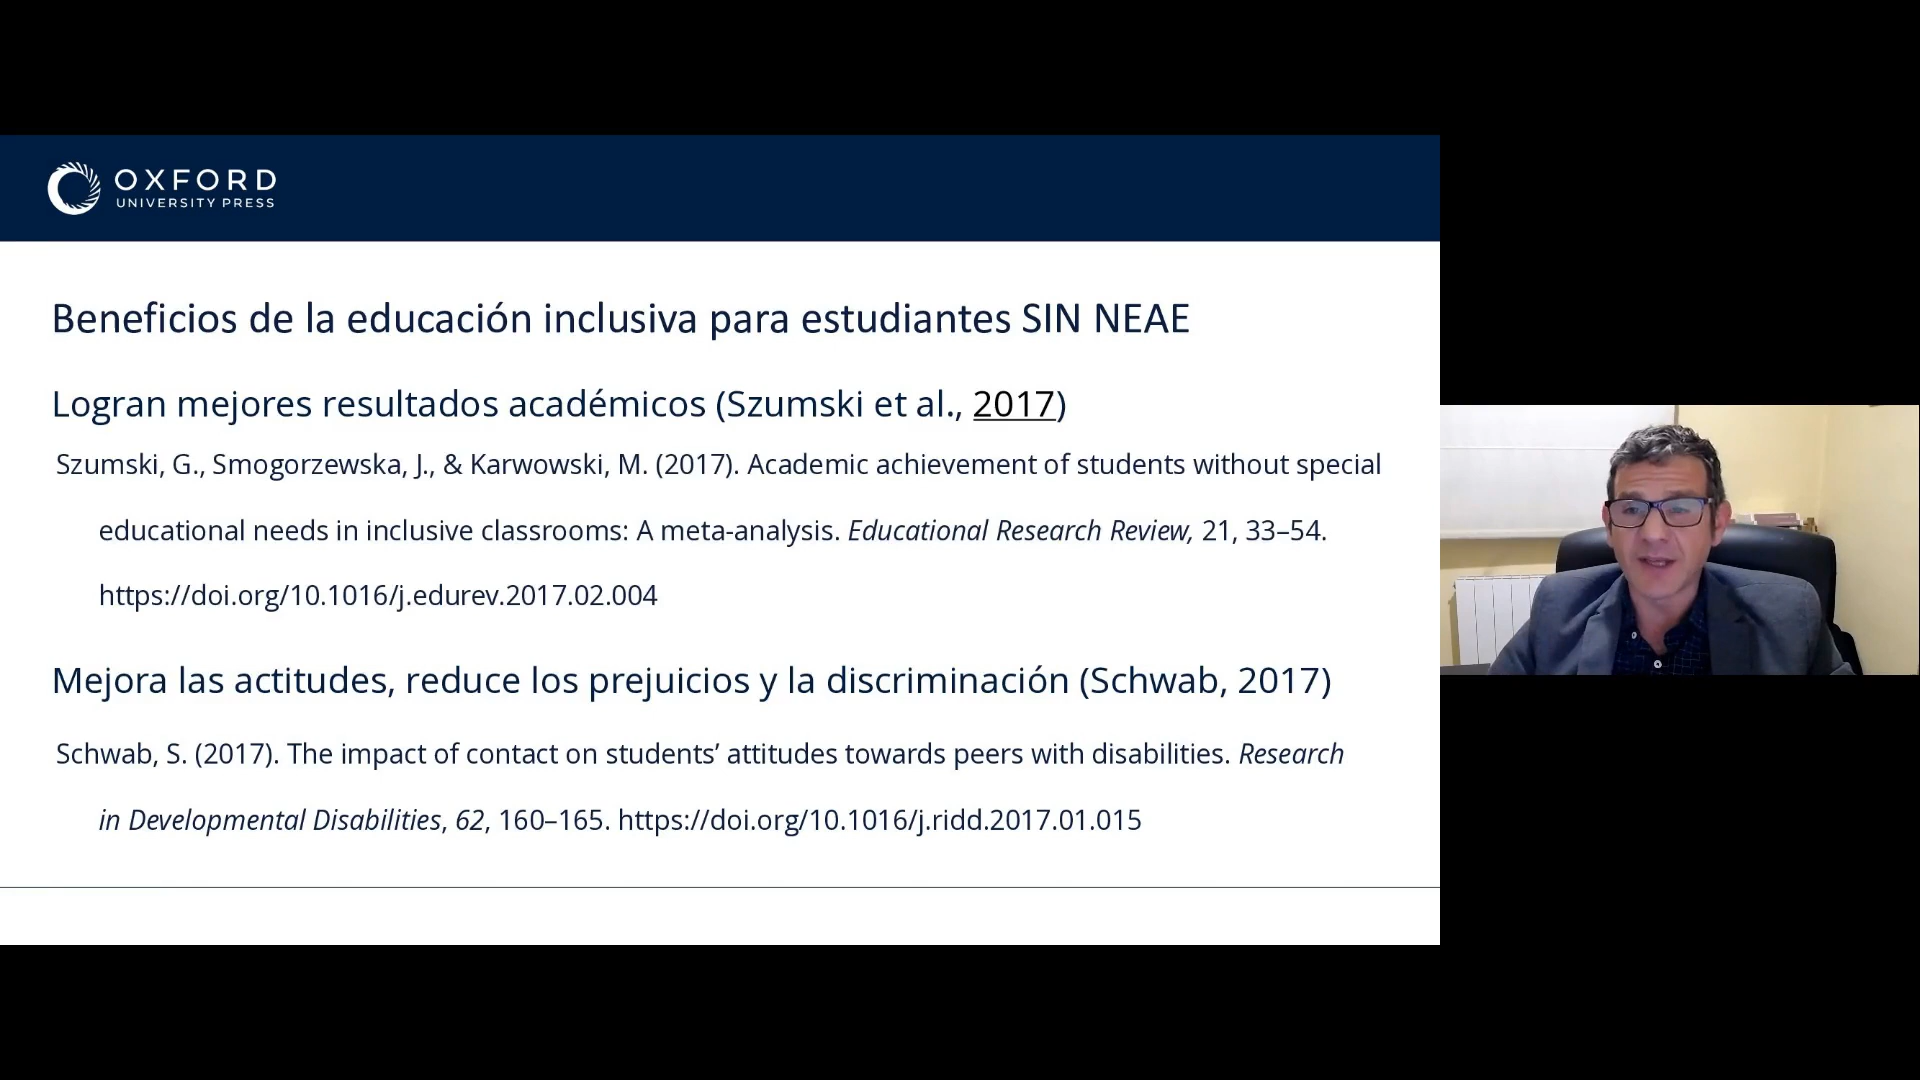 OXFORD
UNIVERSITY PRESS
Beneficios de la educación inclusiva para estudiantes SIN NEAE
Logran mejores resultados académicos (Szumski et al., 2017)
Szumski, G., Smogorzewska, J., & Karwowski, M. (2017). Academic achievement of students without special
educational needs in inclusive classrooms: A meta-analysis. Educational Research Review, 21, 33–54.
https://doi.org/10.1016/j.edurev.2017.02.004
Mejora las actitudes, reduce los prejuicios y la discriminación (Schwab, 2017)
Schwab, S. (2017). The impact of contact on students’ attitudes towards peers with disabilities. Research
in Developmental Disabilities, 62, 160–165. https://doi.org/10.1016/j.ridd.2017.01.015